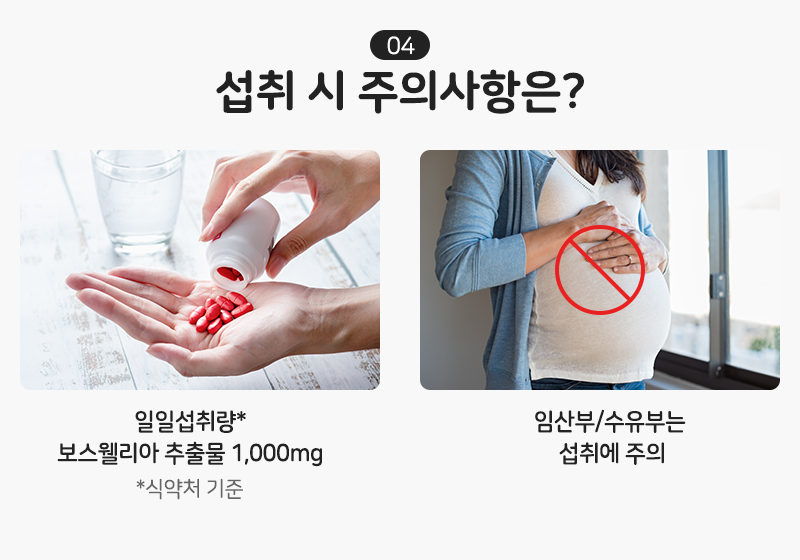 04
섭취 시 주의사항은?
일일섭취량*
보스웰리아 추출물 1,000mg
*식약처 기준
임산부/수유부는
섭취에 주의